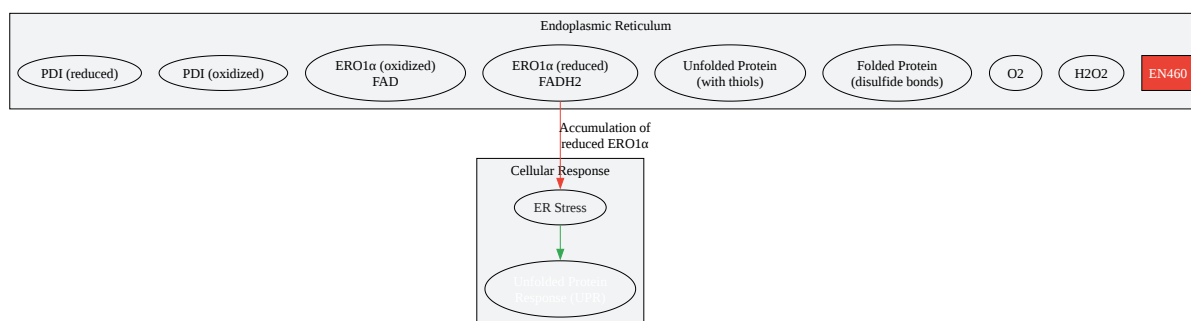 Endoplasmic Reticulum
PDI (reduced)
PDI (oxidized)
ERO1α (oxidized)
FAD
ERO1α (reduced)
FADH2
Unfolded Protein
(with thiols)
Folded Protein
(disulfide bonds)
O2
H2O2
EN460
Accumulation of
reduced ERO1α
Cellular Response
ER Stress
Unfolded Protein
Response (UPR)